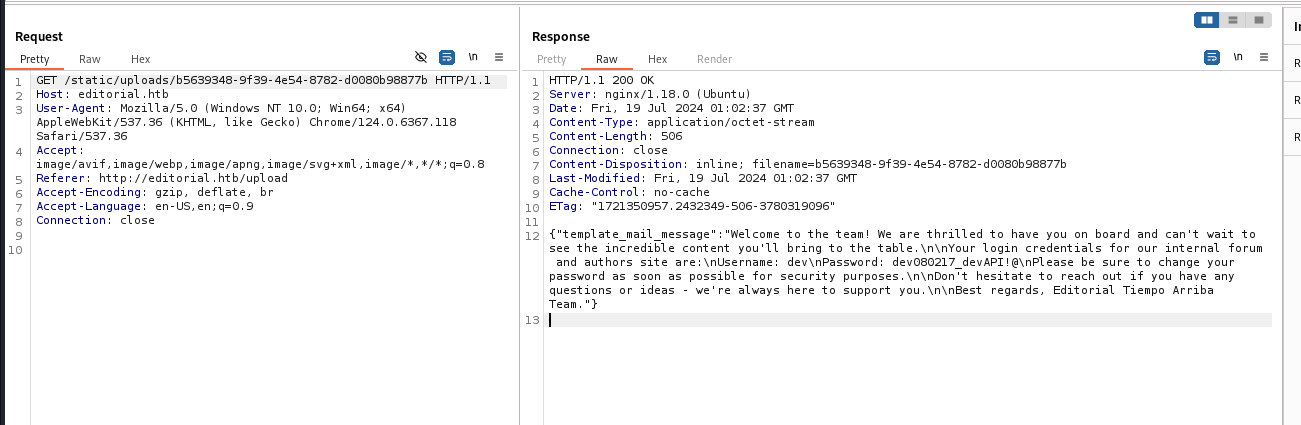 Request
Pretty Raw Hex \n
1 GET /static/uploads/b5639348-9f39-4e54-8782-d0080b98877b HTTP/1.1
2 Host: editorial.htb
3 User-Agent: Mozilla/5.0 (Windows NT 10.0; Win64; x64)
AppleWebKit/537.36 (KHTML, like Gecko) Chrome/124.0.6367.118
Safari/537.36
4 Accept:
image/avif,image/webp,image/apng,image/svg+xml,image/*,*/*;q=0.8
5 Referer: http://editorial.htb/upload
6 Accept-Encoding: gzip, deflate, br
7 Accept-Language: en-US,en;q=0.9
8 Connection: close
9
10
Response
Pretty Raw Hex Render \n
1 HTTP/1.1 200 OK
2 Server: nginx/1.18.0 (Ubuntu)
3 Date: Fri, 19 Jul 2024 01:02:37 GMT
4 Content-Type: application/octet-stream
5 Content-Length: 506
6 Connection: close
7 Content-Disposition: inline; filename=b5639348-9f39-4e54-8782-d0080b98877b
8 Last-Modified: Fri, 19 Jul 2024 01:02:37 GMT
9 Cache-Control: no-cache
10 ETag: "1721350957.2432349-506-3780319096"
11
12 {"template_mail_message":"Welcome to the team! We are thrilled to have you on board and can't wait to
see the incredible content you'll bring to the table.\n\nYour login credentials for our internal forum
and authors site are:\nUsername: dev\nPassword: dev080217_devAPI!@\nPlease be sure to change your
password as soon as possible for security purposes.\n\nDon't hesitate to reach out if you have any
questions or ideas - we're always here to support you.\n\nBest regards, Editorial Tiempo Arriba
Team."}
13
I
R
R
R